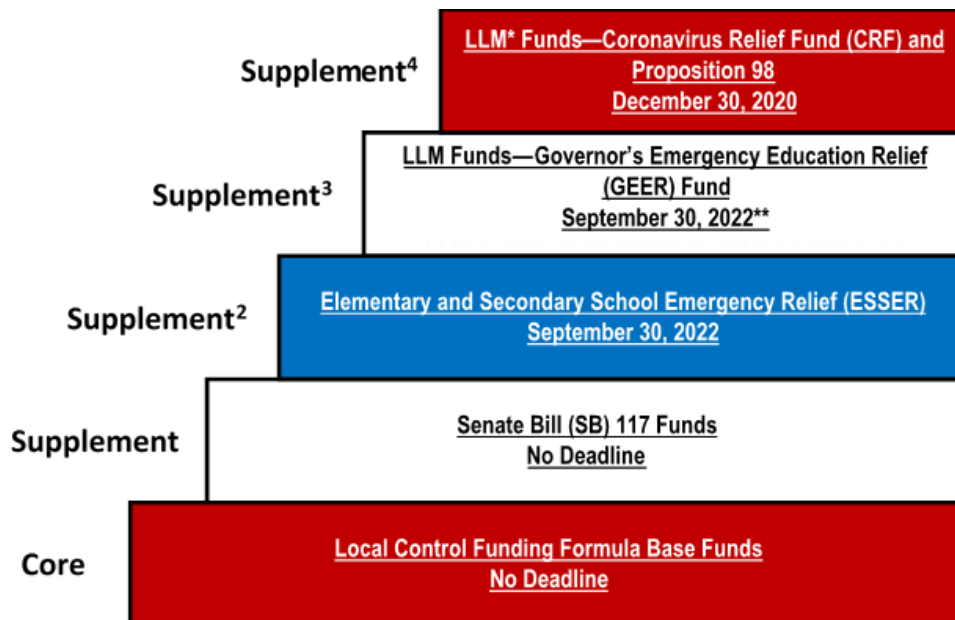 LLM* Funds—Coronavirus Relief Fund (CRF) and
Proposition 98
December 30, 2020
Supplement⁴
LLM Funds—Governor's Emergency Education Relief
(GEER) Fund
September 30, 2022**
Supplement³
Elementary and Secondary School Emergency Relief (ESSER)
September 30, 2022
Supplement²
Senate Bill (SB) 117 Funds
No Deadline
Supplement
Local Control Funding Formula Base Funds
No Deadline
Core